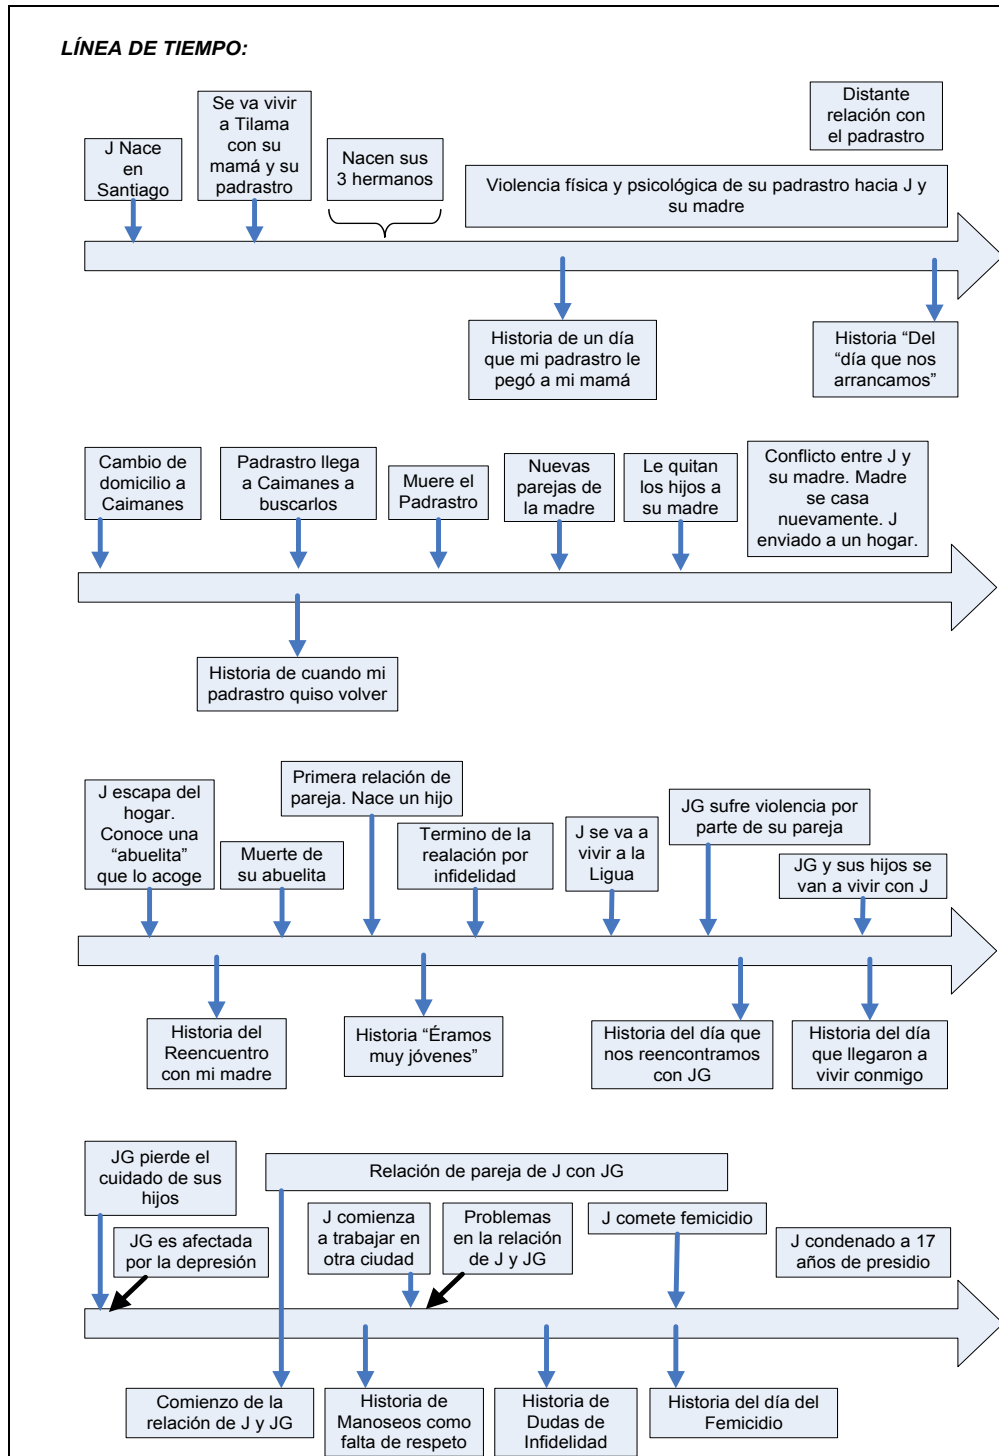 LÍNEA DE TIEMPO:
J Nace
en
Santiago
Se va vivir
a Tilama
con su
mamá y su
padrastro
Nacen sus
3 hermanos
Distante
relación con
el padrastro
Violencia física y psicológica de su padrastro hacia J y
su madre
Historia de un día
que mi padrastro le
pegó a mi mamá
Historia “Del
“día que nos
arrancamos”
Cambio de
domicilio a
Caimanes
Padrastro llega
a Caimanes a
buscarlos
Muere el
Padrastro
Nuevas
parejas de
la madre
Le quitan
los hijos a
su madre
Conflicto entre J y
su madre. Madre
se casa
nuevamente. J
enviado a un hogar.
Historia de cuando mi
padrastro quiso volver
J escapa del
hogar.
Conoce una
“abuelita”
que lo acoge
Muerte de
su abuelita
Primera relación de
pareja. Nace un hijo
Termino de la
realación por
infidelidad
J se va a
vivir a la
Ligua
JG sufre violencia por
parte de su pareja
JG y sus hijos se
van a vivir con J
Historia del
Reencuentro
con mi madre
Historia “Éramos
muy jóvenes”
Historia del día que
nos reencontramos
con JG
Historia del día
que llegaron a
vivir conmigo
JG pierde el
cuidado de sus
hijos
JG es afectada
por la depresión
Relación de pareja de J con JG
J comienza
a trabajar en
otra ciudad
Problemas
en la relación
de J y JG
J comete femicidio
J condenado a 17
años de presidio
Comienzo de la
relación de J y JG
Historia de
Manoseos como
falta de respeto
Historia de
Dudas de
Infidelidad
Historia del día del
Femicidio